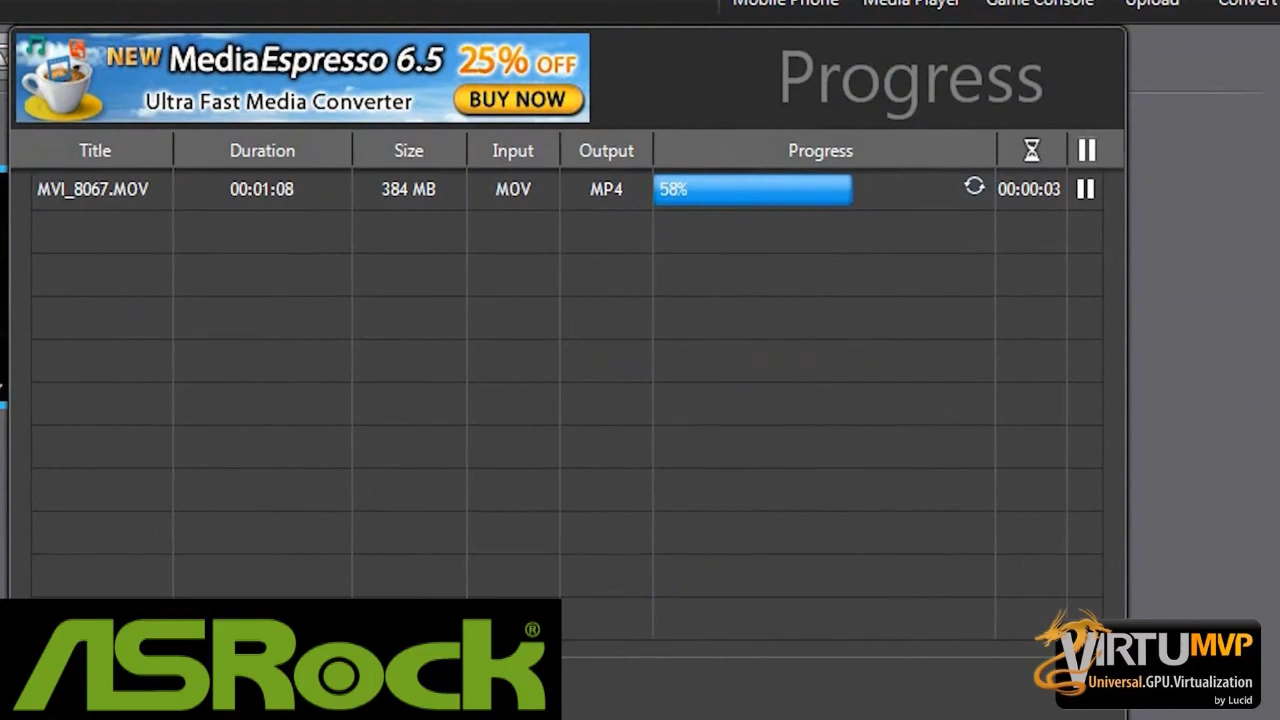 Mobile Phone Media Player Game Console Upload Convert
NEW MediaEspresso 6.5 25% OFF
Ultra Fast Media Converter BUY NOW
Progress
Title Duration Size Input Output Progress
MVI_8067.MOV 00:01:08 384 MB MOV MP4 58% 00:00:03
ASRock®
VIRTU MVP
Universal.GPU.Virtualization
by Lucid